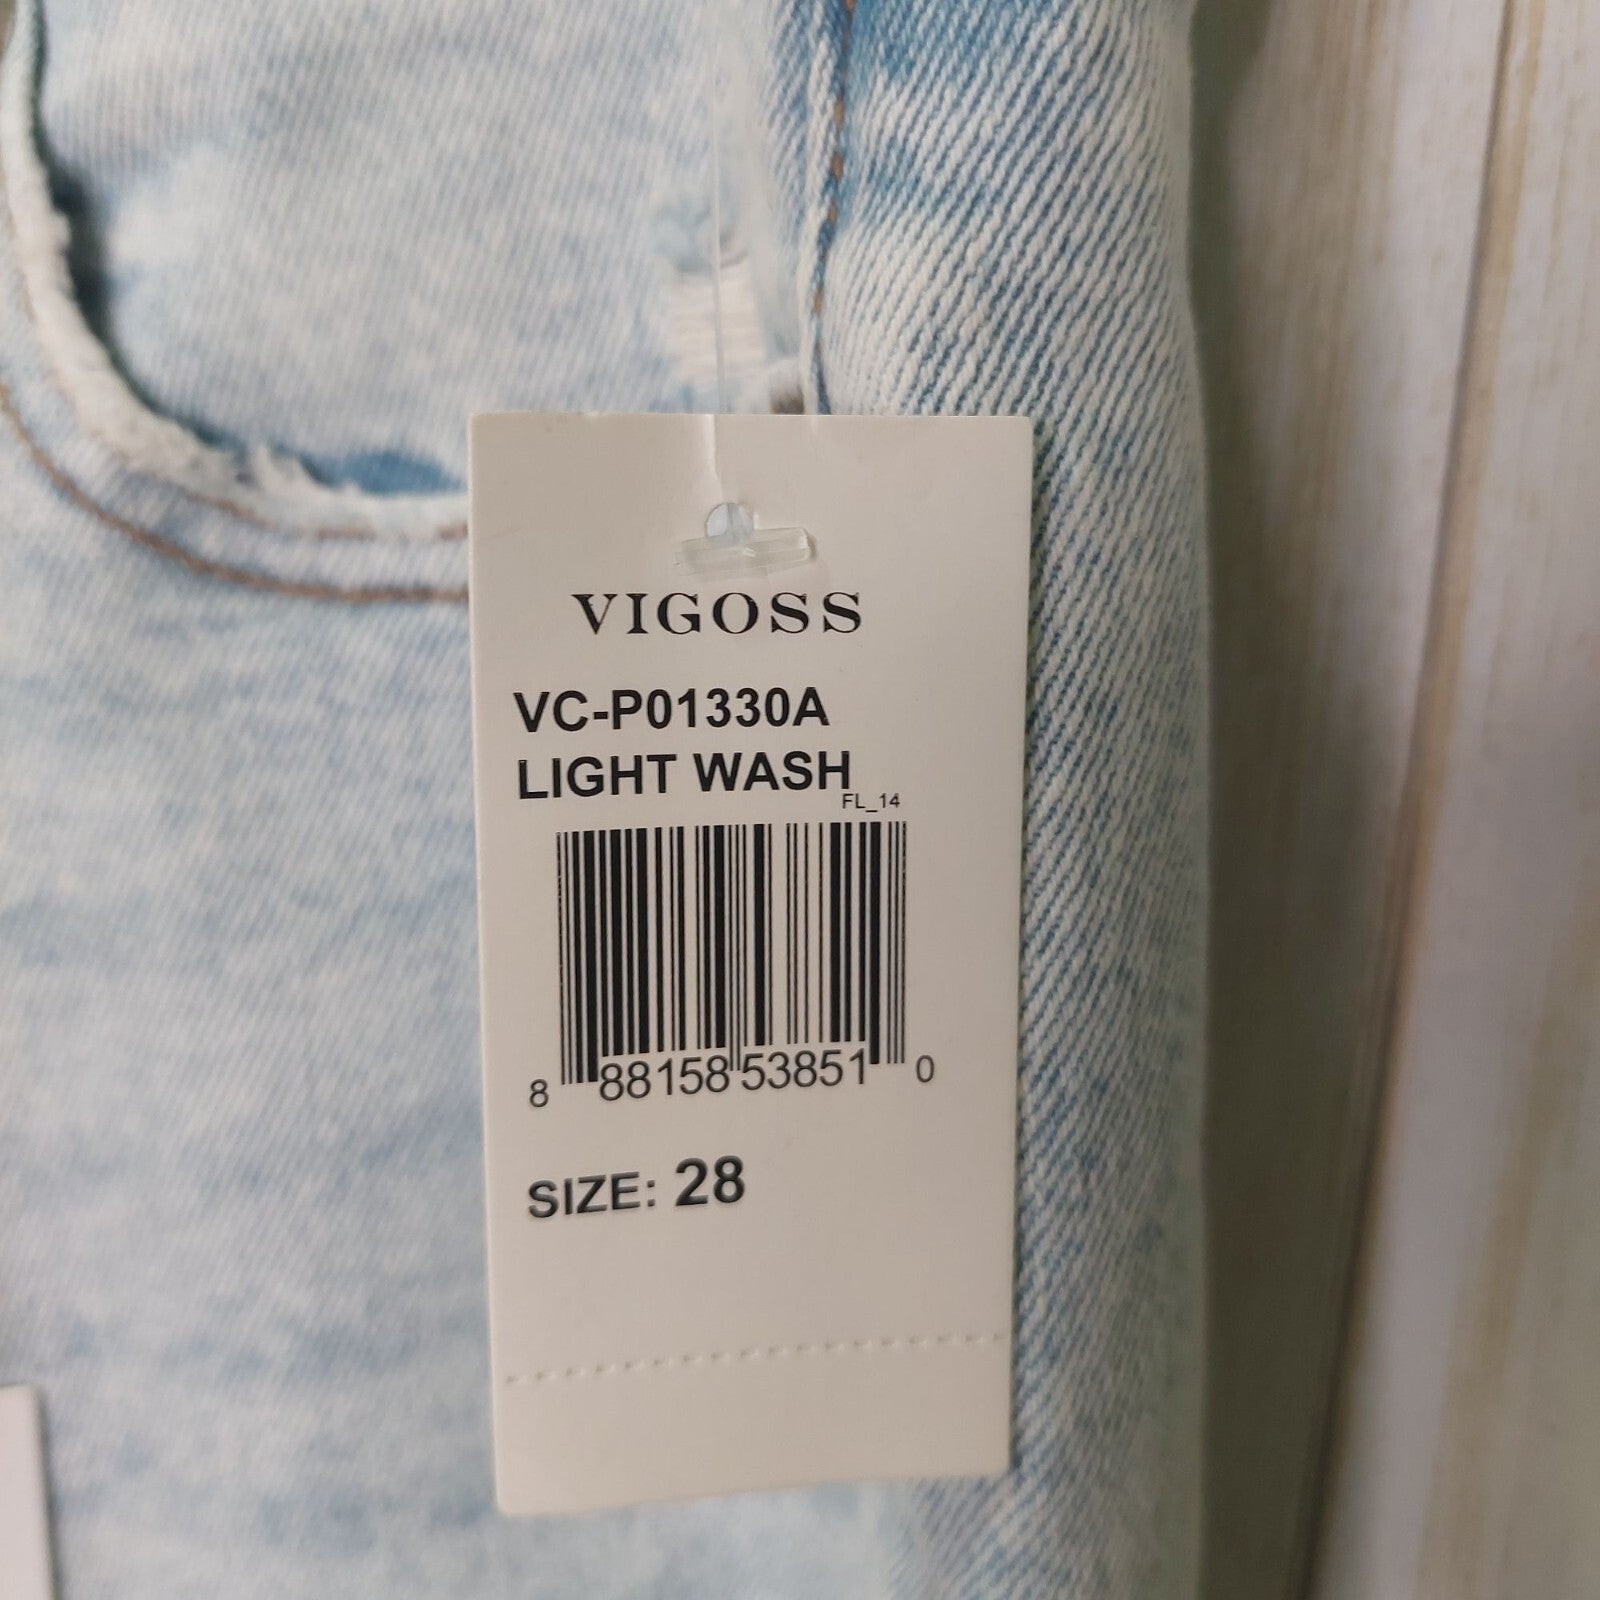 VIGOSS
VC-P01330A
LIGHT WASH
FL_14
8 88158 53851 0
SIZE: 28